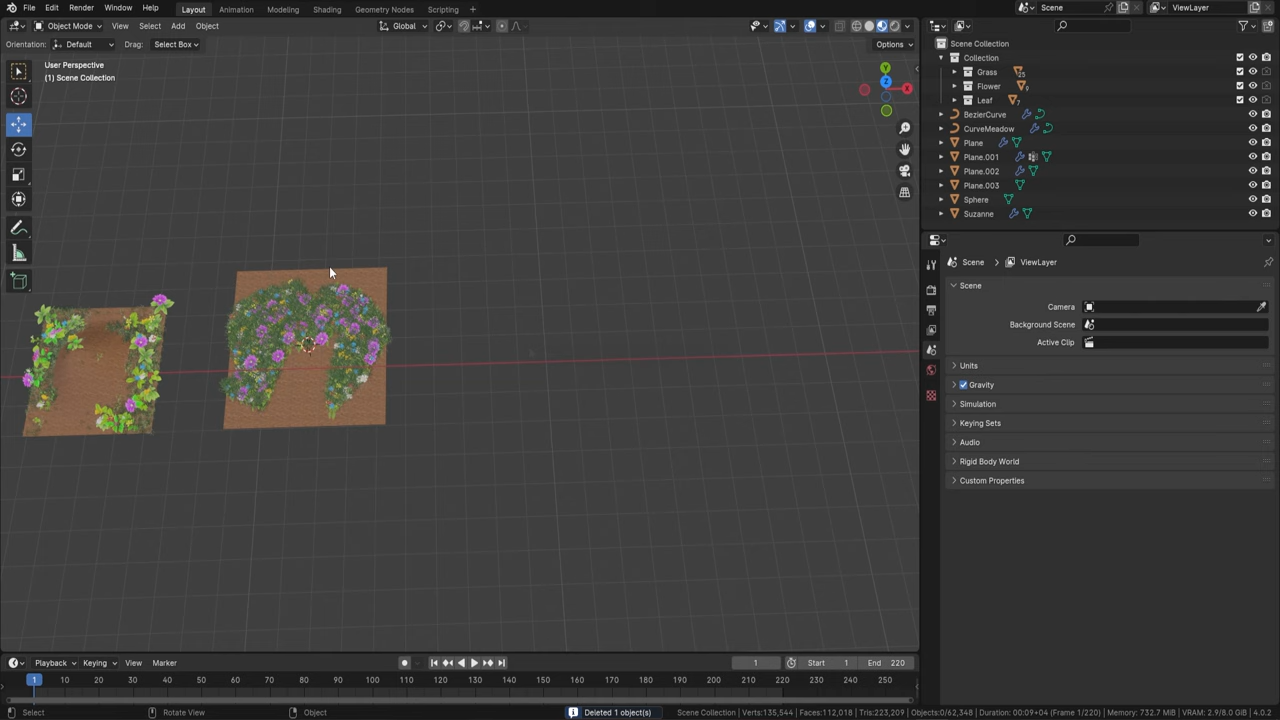 File Edit Render Window Help Layout Animation Shading Geometry Nodes Scripting + Scene ViewLayer
Object Mode View Select Add Object Global
Orientation: Default Drag: Select Box Options
User Perspective
(1) Scene Collection
Y
Z
X
Scene Collection
Collection
Grass 25
Flower 9
Leaf 7
BezierCurve
CurveMeadow
Plane
Plane.001
Plane.002
Plane.003
Sphere
Suzanne
Scene > ViewLayer
Scene
Camera
Background Scene
Active Clip
Units
Gravity
Simulation
Keying Sets
Audio
Rigid Body World
Custom Properties
Playback Keying View Marker 1 Start 1 End 220
1 10 20 30 40 50 60 70 80 90 100 110 120 130 140 150 160 170 180 190 200 210 220 230 240 250
Select Rotate View Object Deleted 1 object(s) Scene Collection | Verts:135,544 | Faces:112,018 | Tris:223,209 | Objects:0/62,348 | Duration: 00:09+04 (Frame 1/220) | Memory: 732.7 MiB | VRAM: 2.9/8.0 GiB | 4.0.2